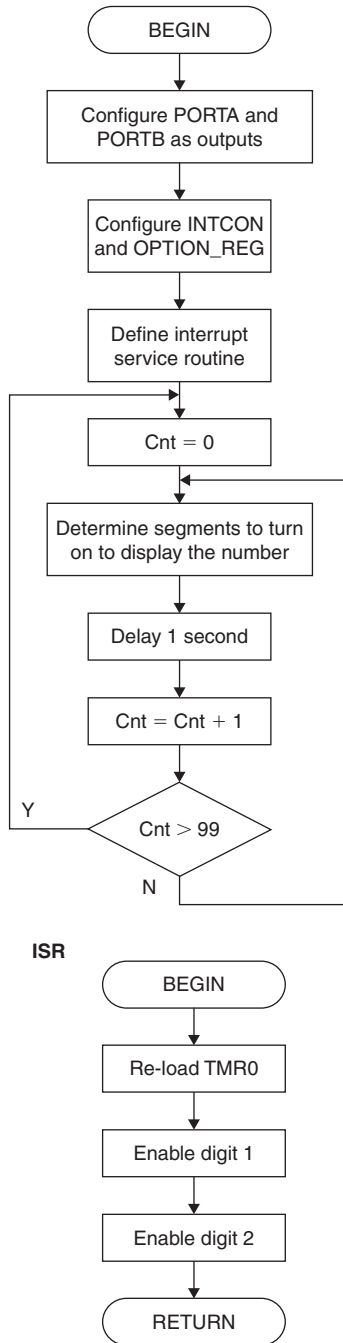 BEGIN
Configure PORTA and
PORTB as outputs
Configure INTCON
and OPTION_REG
Define interrupt
service routine
Cnt = 0
Determine segments to turn
on to display the number
Delay 1 second
Cnt = Cnt + 1
Y
Cnt > 99
N
ISR
BEGIN
Re-load TMR0
Enable digit 1
Enable digit 2
RETURN